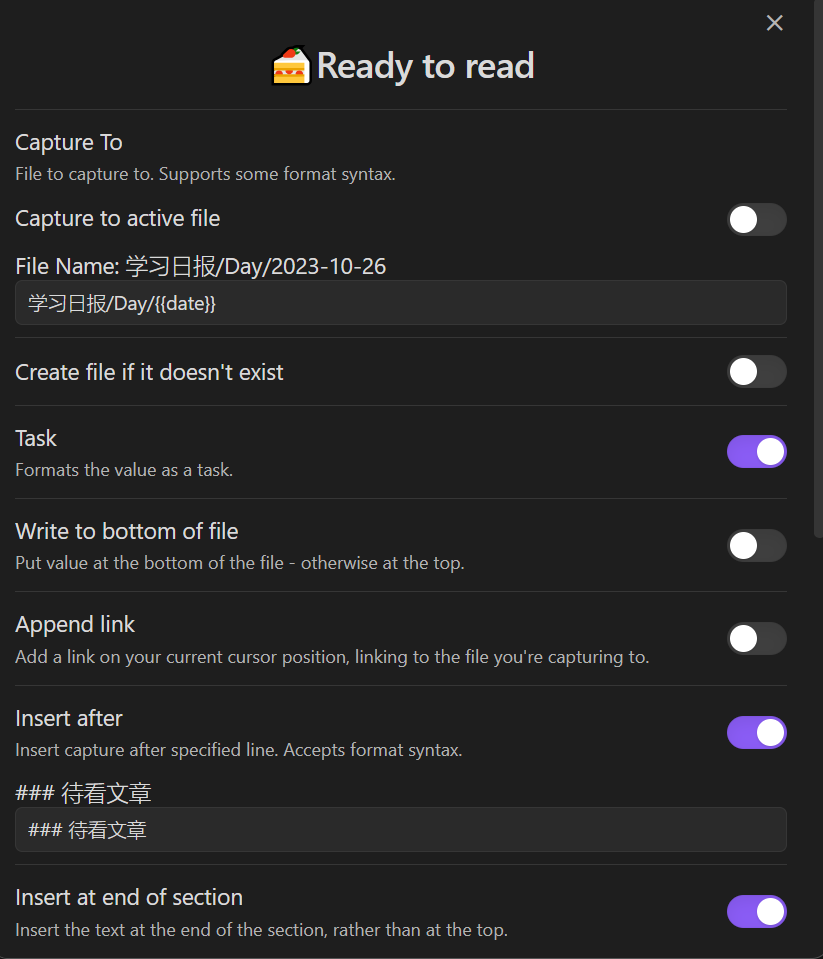 🍰Ready to read
Capture To
File to capture to. Supports some format syntax.
Capture to active file
File Name: 学习日报/Day/2023-10-26
学习日报/Day/{{date}}
Create file if it doesn't exist
Task
Formats the value as a task.
Write to bottom of file
Put value at the bottom of the file - otherwise at the top.
Append link
Add a link on your current cursor position, linking to the file you're capturing to.
Insert after
Insert capture after specified line. Accepts format syntax.
### 待看文章
### 待看文章
Insert at end of section
Insert the text at the end of the section, rather than at the top.